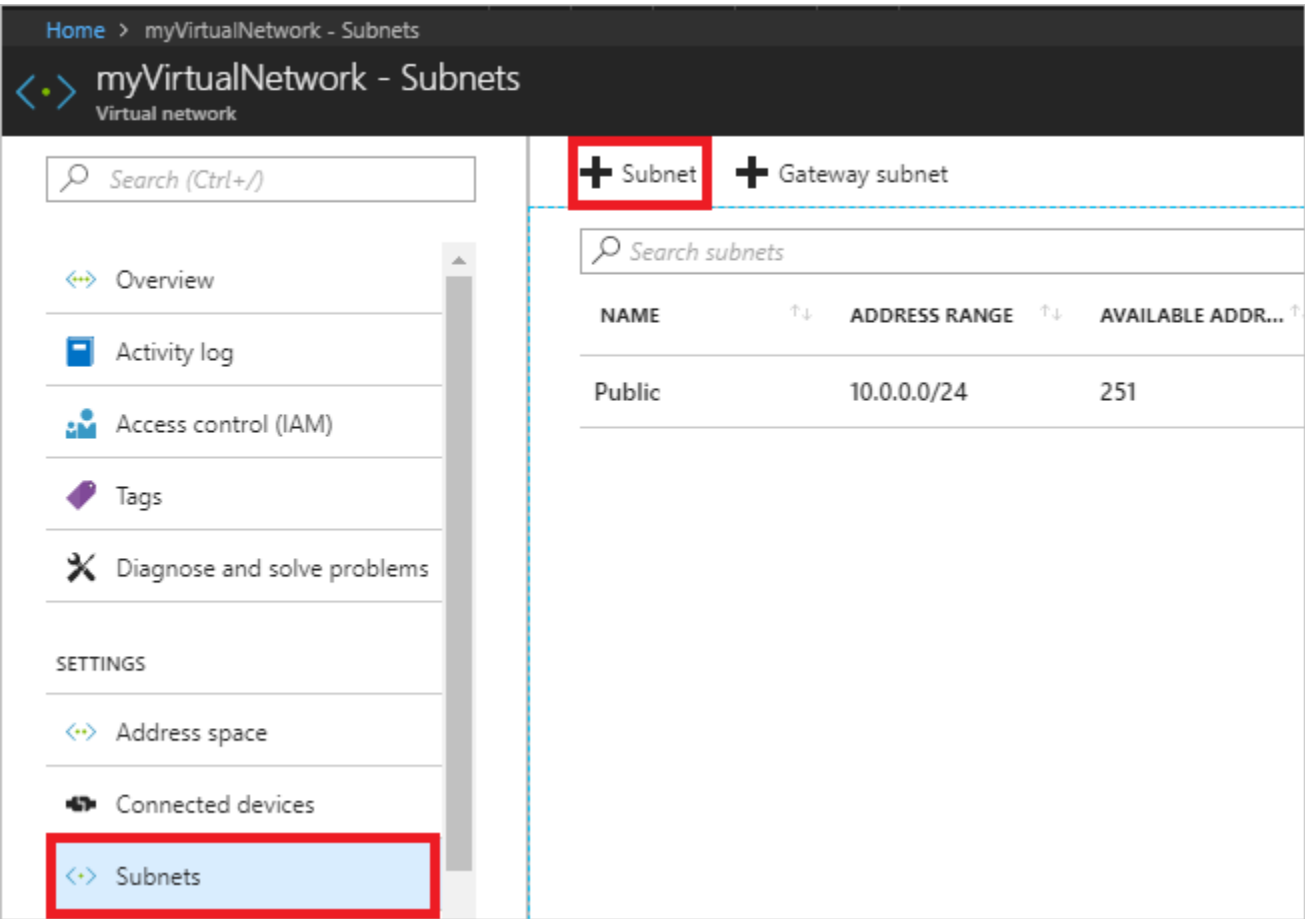 Home > myVirtualNetwork - Subnets
myVirtualNetwork - Subnets
Virtual network
Search (Ctrl+/)
Overview
Activity log
Access control (IAM)
Tags
Diagnose and solve problems
SETTINGS
Address space
Connected devices
Subnets
+ Subnet + Gateway subnet
Search subnets
NAME ↑↓ ADDRESS RANGE ↑↓ AVAILABLE ADDR... ↑↓
Public 10.0.0.0/24 251